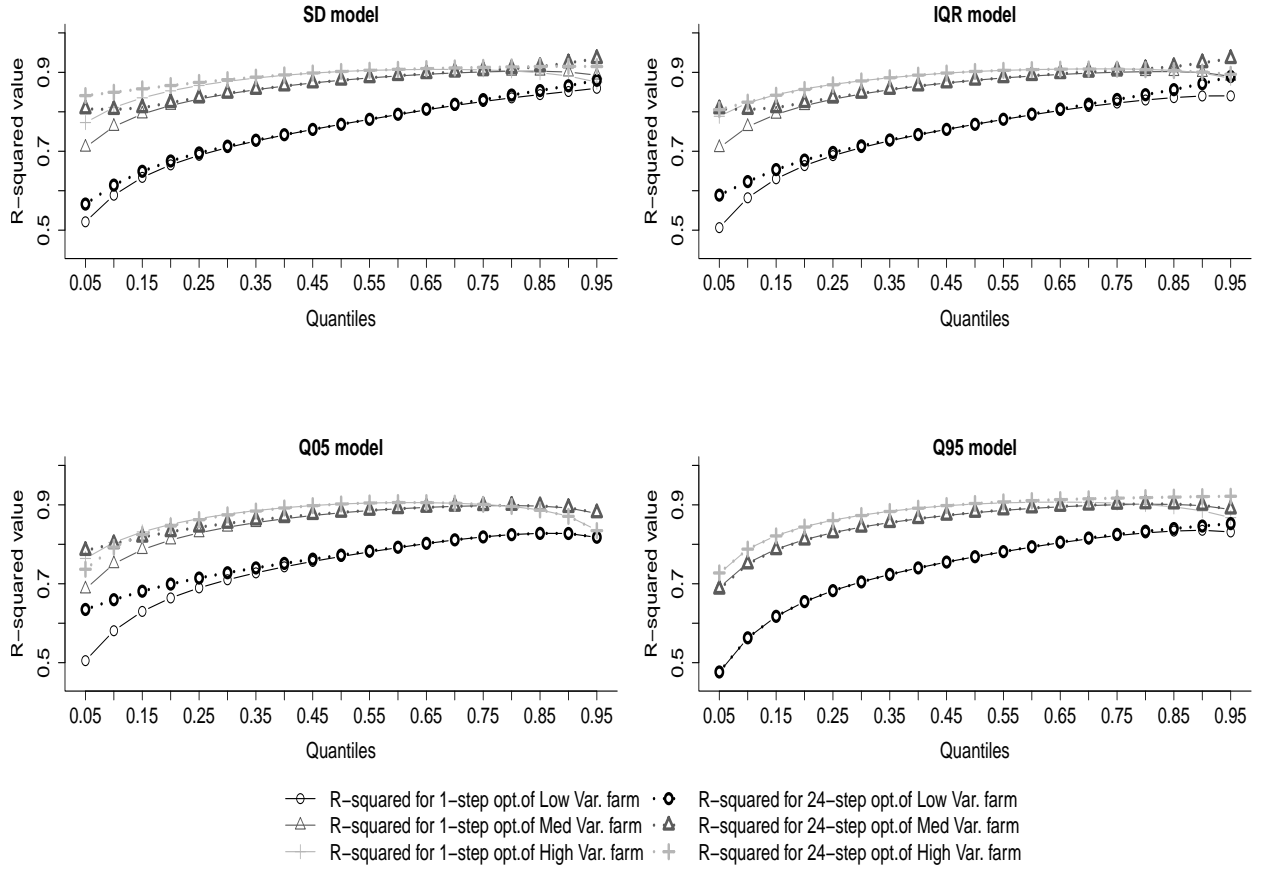 SD model
R−squared value
0.5 0.7 0.9
0.05 0.15 0.25 0.35 0.45 0.55 0.65 0.75 0.85 0.95
Quantiles
IQR model
R−squared value
0.5 0.7 0.9
0.05 0.15 0.25 0.35 0.45 0.55 0.65 0.75 0.85 0.95
Quantiles
Q05 model
R−squared value
0.5 0.7 0.9
0.05 0.15 0.25 0.35 0.45 0.55 0.65 0.75 0.85 0.95
Quantiles
Q95 model
R−squared value
0.5 0.7 0.9
0.05 0.15 0.25 0.35 0.45 0.55 0.65 0.75 0.85 0.95
Quantiles
R−squared for 1−step opt.of Low Var. farm
R−squared for 1−step opt.of Med Var. farm
R−squared for 1−step opt.of High Var. farm
R−squared for 24−step opt.of Low Var. farm
R−squared for 24−step opt.of Med Var. farm
R−squared for 24−step opt.of High Var. farm